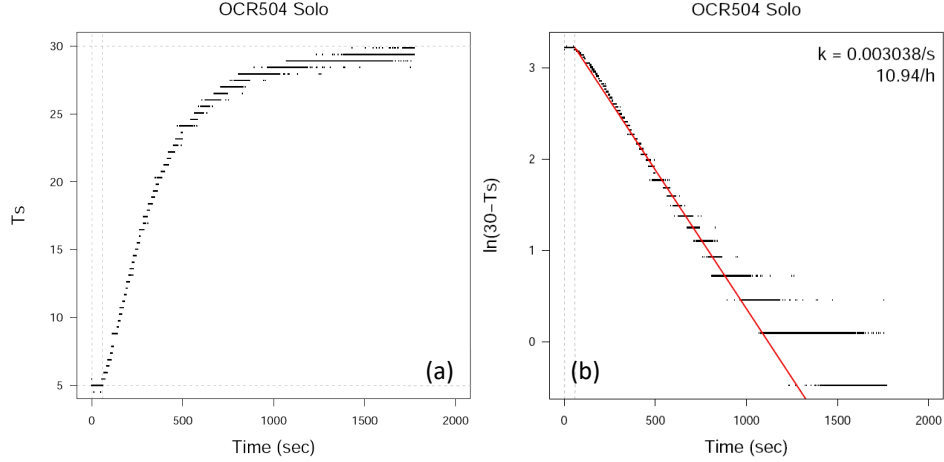 OCR504 Solo
30
25
20
15
10
5
Ts
0
500
1000
1500
2000
Time (sec)
(a)
OCR504 Solo
k = 0.003038/s
10.94/h
3
2
1
0
ln(30−Ts)
0
500
1000
1500
2000
Time (sec)
(b)